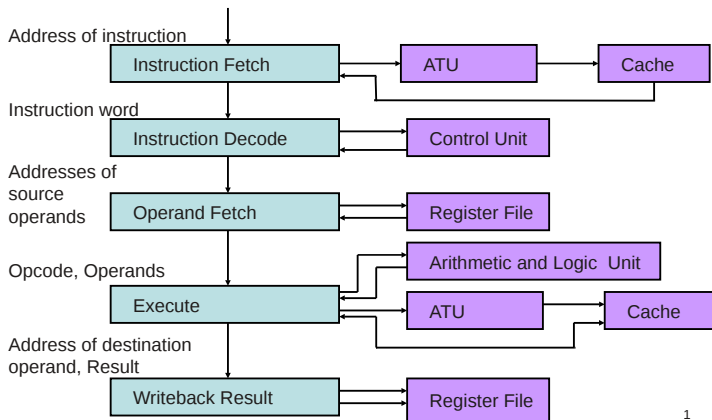 Address of instruction
Instruction Fetch
ATU
Cache
Instruction word
Instruction Decode
Control Unit
Addresses of
source
operands
Operand Fetch
Register File
Opcode, Operands
Arithmetic and Logic Unit
Execute
ATU
Cache
Address of destination
operand, Result
Writeback Result
Register File
1